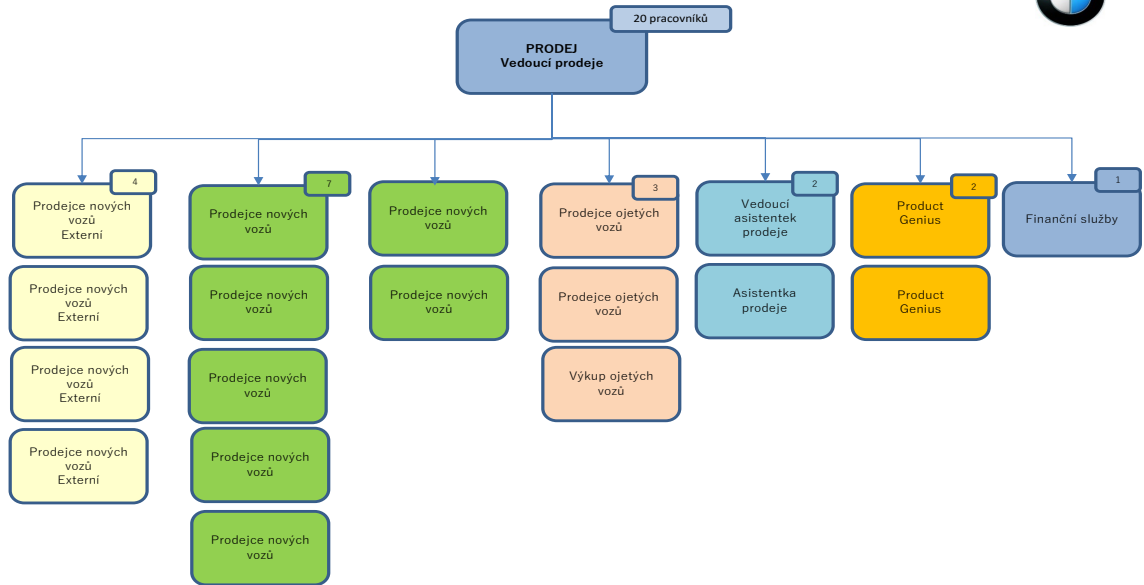 20 pracovníků
PRODEJ
Vedoucí prodeje
4
Prodejce nových
vozů
Externí
Prodejce nových
vozů
Externí
Prodejce nových
vozů
Externí
Prodejce nových
vozů
Externí
7
Prodejce nových
vozů
Prodejce nových
vozů
Prodejce nových
vozů
Prodejce nových
vozů
Prodejce nových
vozů
Prodejce nových
vozů
Prodejce nových
vozů
3
Prodejce ojetých
vozů
Prodejce ojetých
vozů
Výkup ojetých
vozů
2
Vedoucí
asistentek
prodeje
Asistentka
prodeje
2
Product
Genius
Product
Genius
1
Finanční služby